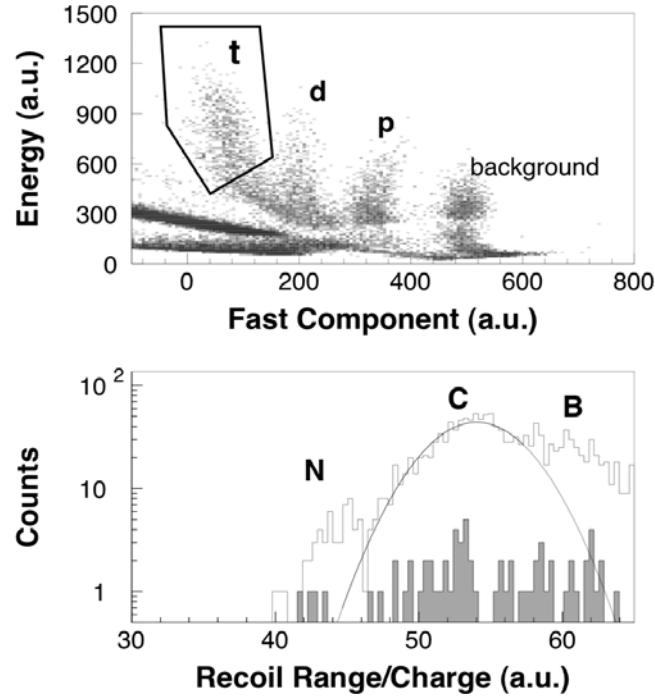 1500
1200
900
600
300
0
Energy (a.u.)
t
d
p
background
0
200
400
600
800
Fast Component (a.u.)
10 2
10
1
Counts
N
C
B
30
40
50
60
Recoil Range/Charge (a.u.)